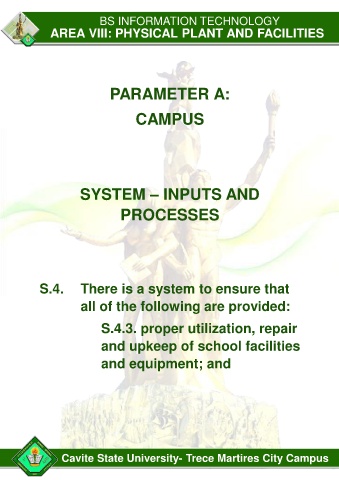 BS INFORMATION TECHNOLOGY
AREA VIII: PHYSICAL PLANT AND FACILITIES
PARAMETER A:
CAMPUS
SYSTEM – INPUTS AND
PROCESSES
S.4. There is a system to ensure that
all of the following are provided:
S.4.3. proper utilization, repair
and upkeep of school facilities
and equipment; and
Cavite State University- Trece Martires City Campus